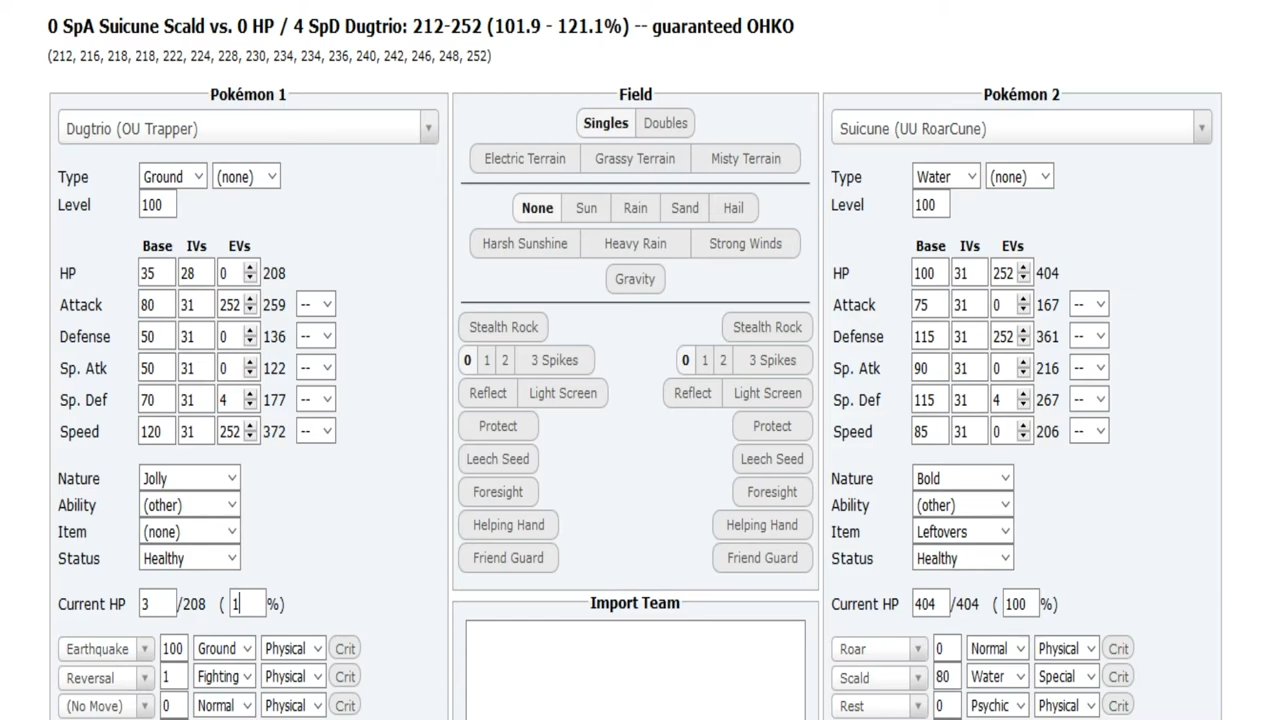 0 SpA Suicune Scald vs. 0 HP / 4 SpD Dugtrio: 212-252 (101.9 - 121.1%) -- guaranteed OHKO
(212, 216, 218, 218, 222, 224, 228, 230, 234, 234, 236, 240, 242, 246, 248, 252)
Pokémon 1
Dugtrio (OU Trapper)
Type Ground (none)
Level 100
Base IVs EVs
HP 35 28 0 208
Attack 80 31 252 259 --
Defense 50 31 0 136 --
Sp. Atk 50 31 0 122 --
Sp. Def 70 31 4 177 --
Speed 120 31 252 372 --
Nature Jolly
Ability (other)
Item (none)
Status Healthy
Current HP 3 /208 ( 1 %)
Earthquake 100 Ground Physical Crit
Reversal 1 Fighting Physical Crit
(No Move) 0 Normal Physical Crit
Field
Singles Doubles
Electric Terrain Grassy Terrain Misty Terrain
None Sun Rain Sand Hail
Harsh Sunshine Heavy Rain Strong Winds
Gravity
Stealth Rock Stealth Rock
0 1 2 3 Spikes 0 1 2 3 Spikes
Reflect Light Screen Reflect Light Screen
Protect Protect
Leech Seed Leech Seed
Foresight Foresight
Helping Hand Helping Hand
Friend Guard Friend Guard
Import Team
Pokémon 2
Suicune (UU RoarCune)
Type Water (none)
Level 100
Base IVs EVs
HP 100 31 252 404
Attack 75 31 0 167 --
Defense 115 31 252 361 --
Sp. Atk 90 31 0 216 --
Sp. Def 115 31 4 267 --
Speed 85 31 0 206 --
Nature Bold
Ability (other)
Item Leftovers
Status Healthy
Current HP 404 /404 ( 100 %)
Roar 0 Normal Physical Crit
Scald 80 Water Special Crit
Rest 0 Psychic Physical Crit